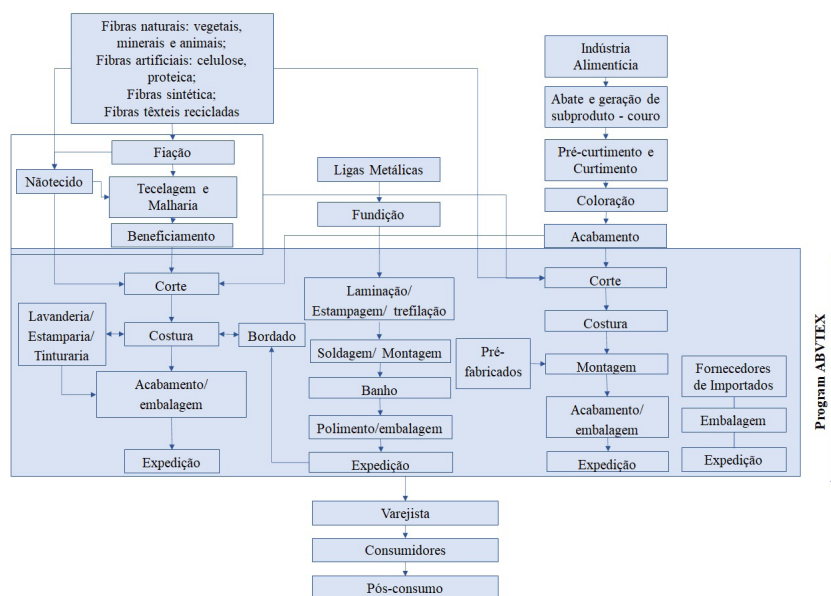 Fibras naturais: vegetais,
minerais e animais;
Fibras artificiais: celulose,
proteica;
Fibras sintética;
Fibras têxteis recicladas
Fiação
Nãotecido
Tecelagem e
Malharia
Beneficiamento
Ligas Metálicas
Fundição
Indústria
Alimentícia
Abate e geração de
subproduto - couro
Pré-curtimento e
Curtimento
Coloração
Acabamento
Corte
Lavanderia/
Estamparia/
Tinturaria
Costura
Bordado
Acabamento/
embalagem
Expedição
Laminação/
Estampagem/ trefilação
Soldagem/ Montagem
Banho
Polimento/embalagem
Expedição
Corte
Costura
Pré-
fabricados
Montagem
Acabamento/
embalagem
Expedição
Fornecedores
de Importados
Embalagem
Expedição
Program ABVTEX
Varejista
Consumidores
Pós-consumo